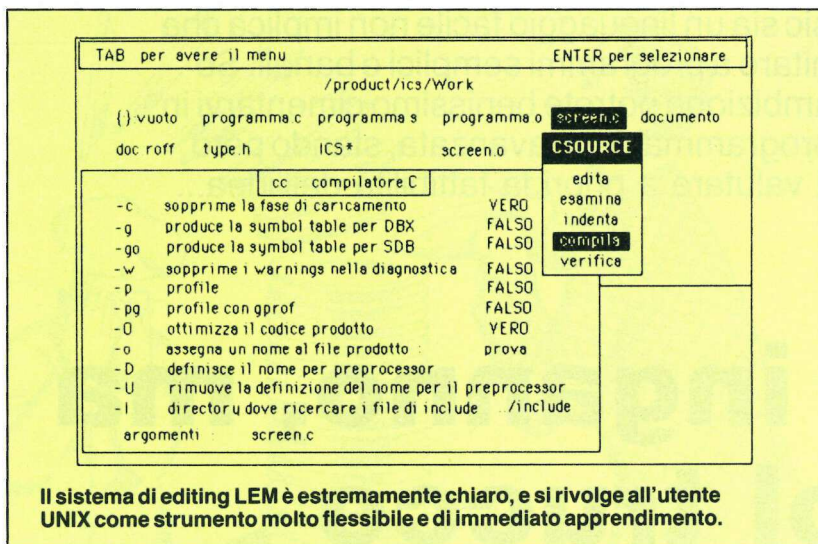 TAB per avere il menu ENTER per selezionare
/product/ics/Work
{}:vuoto programma.c programma.s programma.o screen.c documento
doc roff type.h ICS* screen.o CSOURCE
edita
esamina
indenta
compila
verifica
cc compilatore C
-c sopprime la fase di caricamento VERO
-g produce la symbol table per DBX FALSO
-go produce la symbol table per SDB FALSO
-w sopprime i warnings nella diagnostica FALSO
-p profile FALSO
-pg profile con gprof FALSO
-O ottimizza il codice prodotto VERO
-o assegna un nome al file prodotto : prova
-D definisce il nome per preprocessor
-U rimuove la definizione del nome per il preprocessor
-I directory dove ricercare i file di include ../include
argomenti : screen.c
Il sistema di editing LEM è estremamente chiaro, e si rivolge all'utente
UNIX come strumento molto flessibile e di immediato apprendimento.